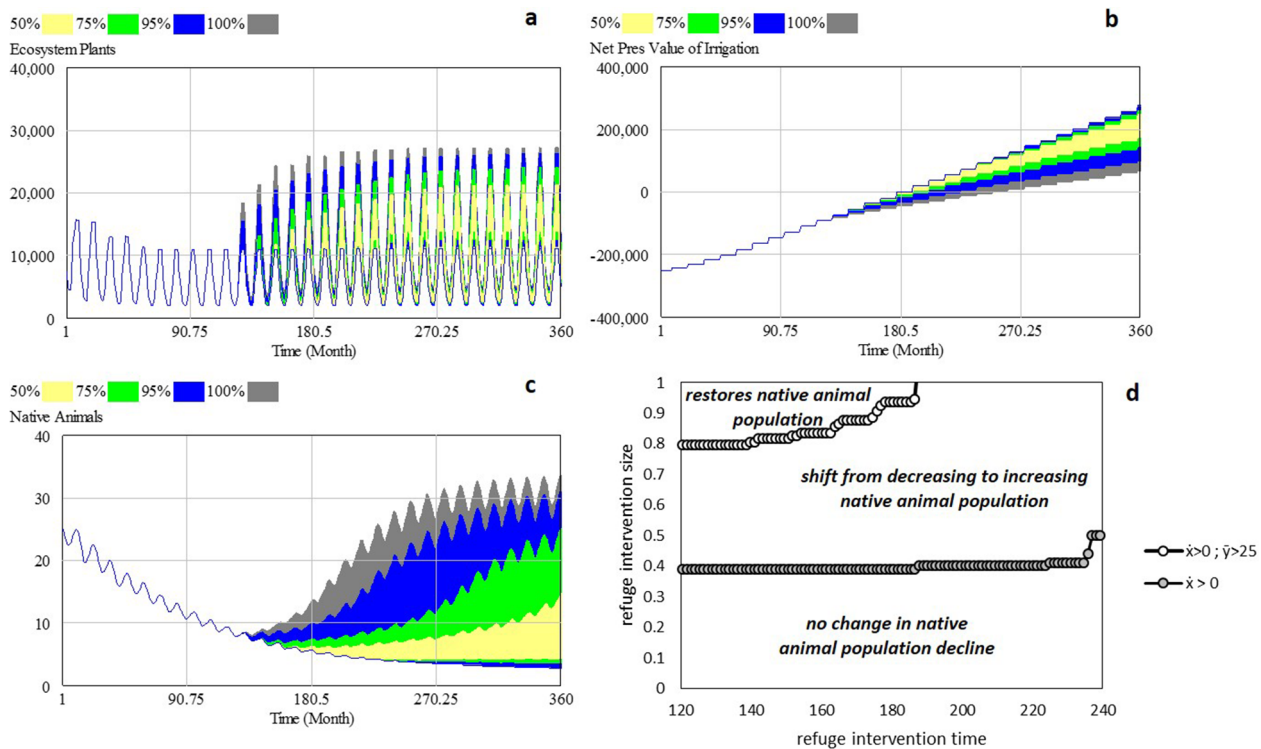 50% 75% 95% 100%
a
Ecosystem Plants
40,000
30,000
20,000
10,000
0
1 90.75 180.5 270.25 360
Time (Month)
50% 75% 95% 100%
b
Net Pres Value of Irrigation
400,000
200,000
0
-200,000
-400,000
1 90.75 180.5 270.25 360
Time (Month)
50% 75% 95% 100%
c
Native Animals
40
30
20
10
0
1 90.75 180.5 270.25 360
Time (Month)
d
refuge intervention size
1
0.9
0.8
0.7
0.6
0.5
0.4
0.3
0.2
0.1
0
restores native animal
population
shift from decreasing to increasing
native animal population
no change in native
animal population decline
120 140 160 180 200 220 240
refuge intervention time
ẋ>0 ; ȳ>25
ẋ > 0